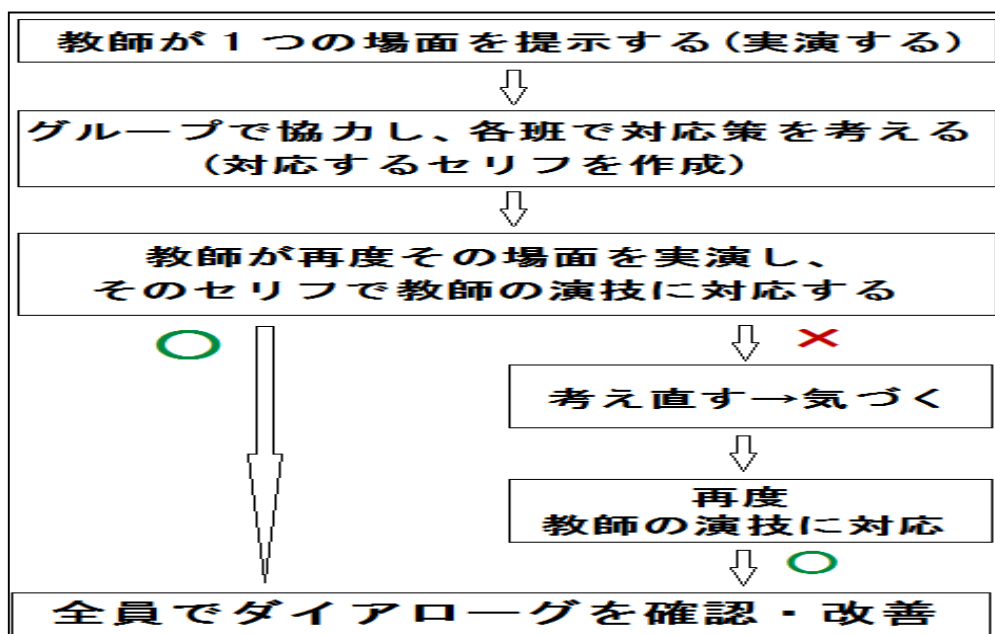 教師が１つの場面を提示する(実演する)
グループで協力し、各班で対応策を考える
(対応するセリフを作成)
教師が再度その場面を実演し、
そのセリフで教師の演技に対応する
考え直す→気づく
再度
教師の演技に対応
全員でダイアローグを確認・改善